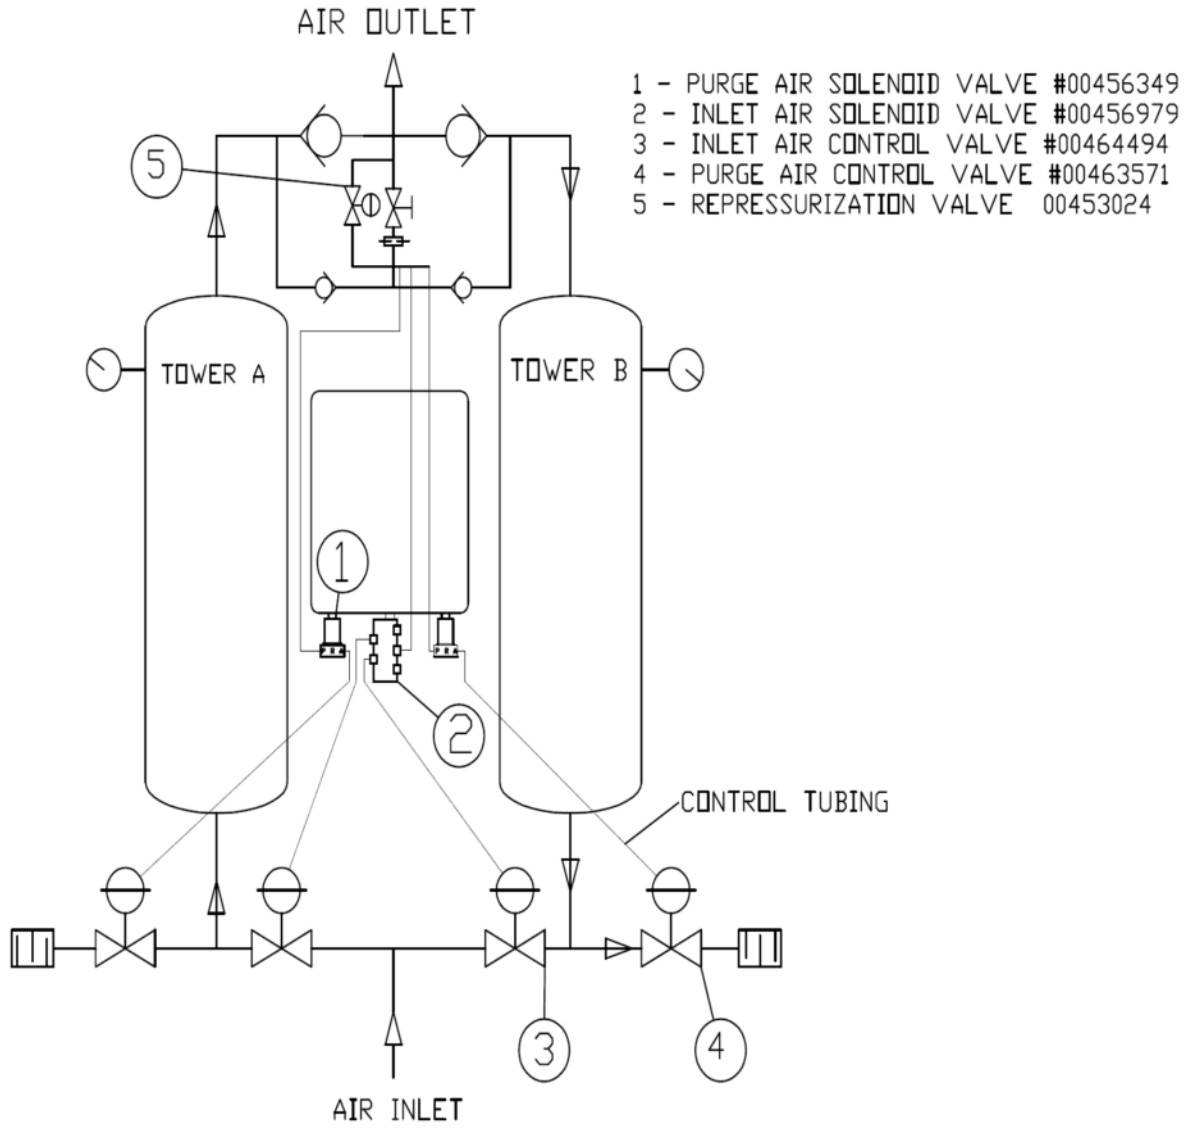 AIR OUTLET
1 - PURGE AIR SOLENOID VALVE #00456349
2 - INLET AIR SOLENOID VALVE #00456979
3 - INLET AIR CONTROL VALVE #00464494
4 - PURGE AIR CONTROL VALVE #00463571
5 - REPRESSURIZATION VALVE 00453024
5
TOWER A
TOWER B
1
P R A
P R A
2
CONTROL TUBING
3
4
AIR INLET